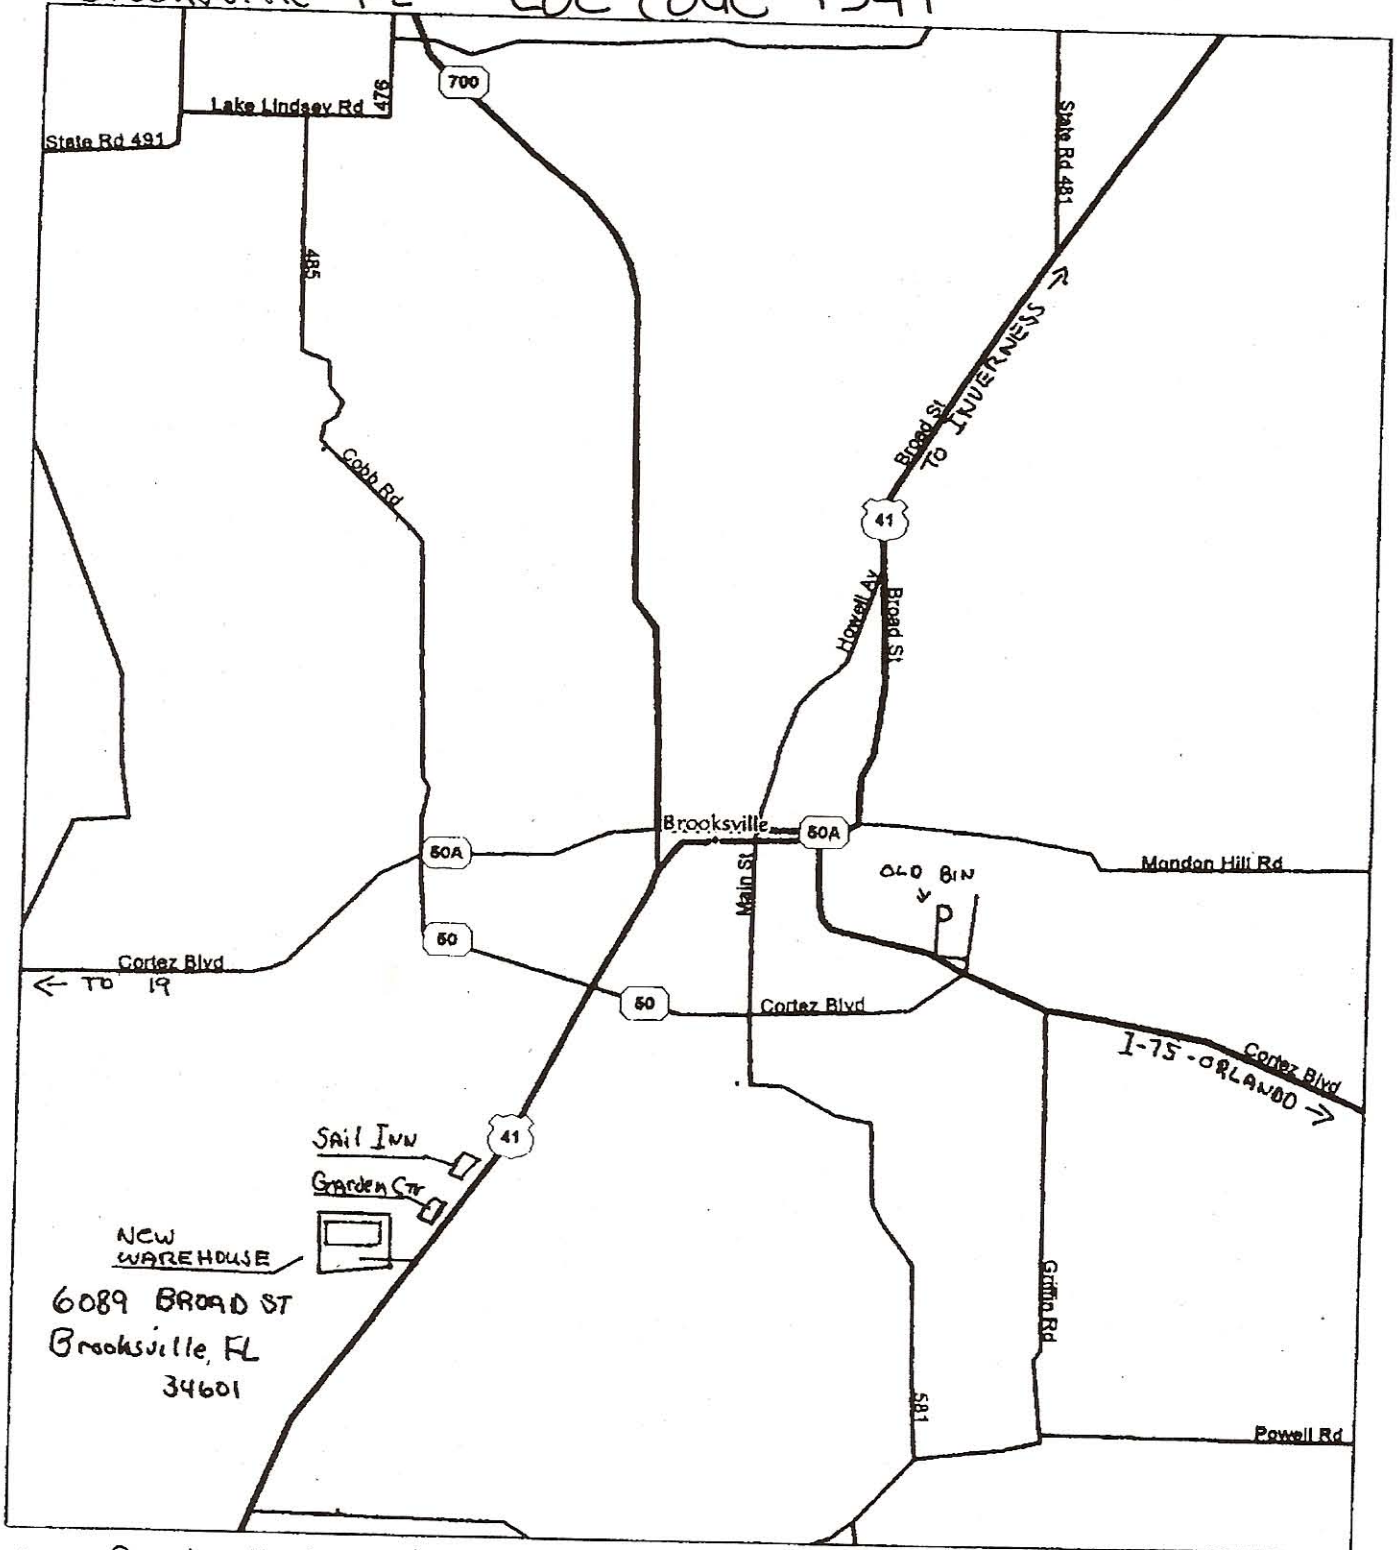 FL Loc Code
700
476
Lake Lindsey Rd
State Rd 491
State Rd 481
485
TO INVERNESS
Broad St
Cobb Rd
41
Howell Av
Broad St
Brooksville
50A
50A
Mondon Hill Rd
OLD BIN
Main St
50
Cortez Blvd
← TO 19
50
Cortez Blvd
I-75-ORLANDO →
Cortez Blvd
41
SAil INN
GArden CTr
NEW
WAREHOUSE
6089 BROAD ST
Brooksville, FL
34601
Griffin Rd
581
Powell Rd